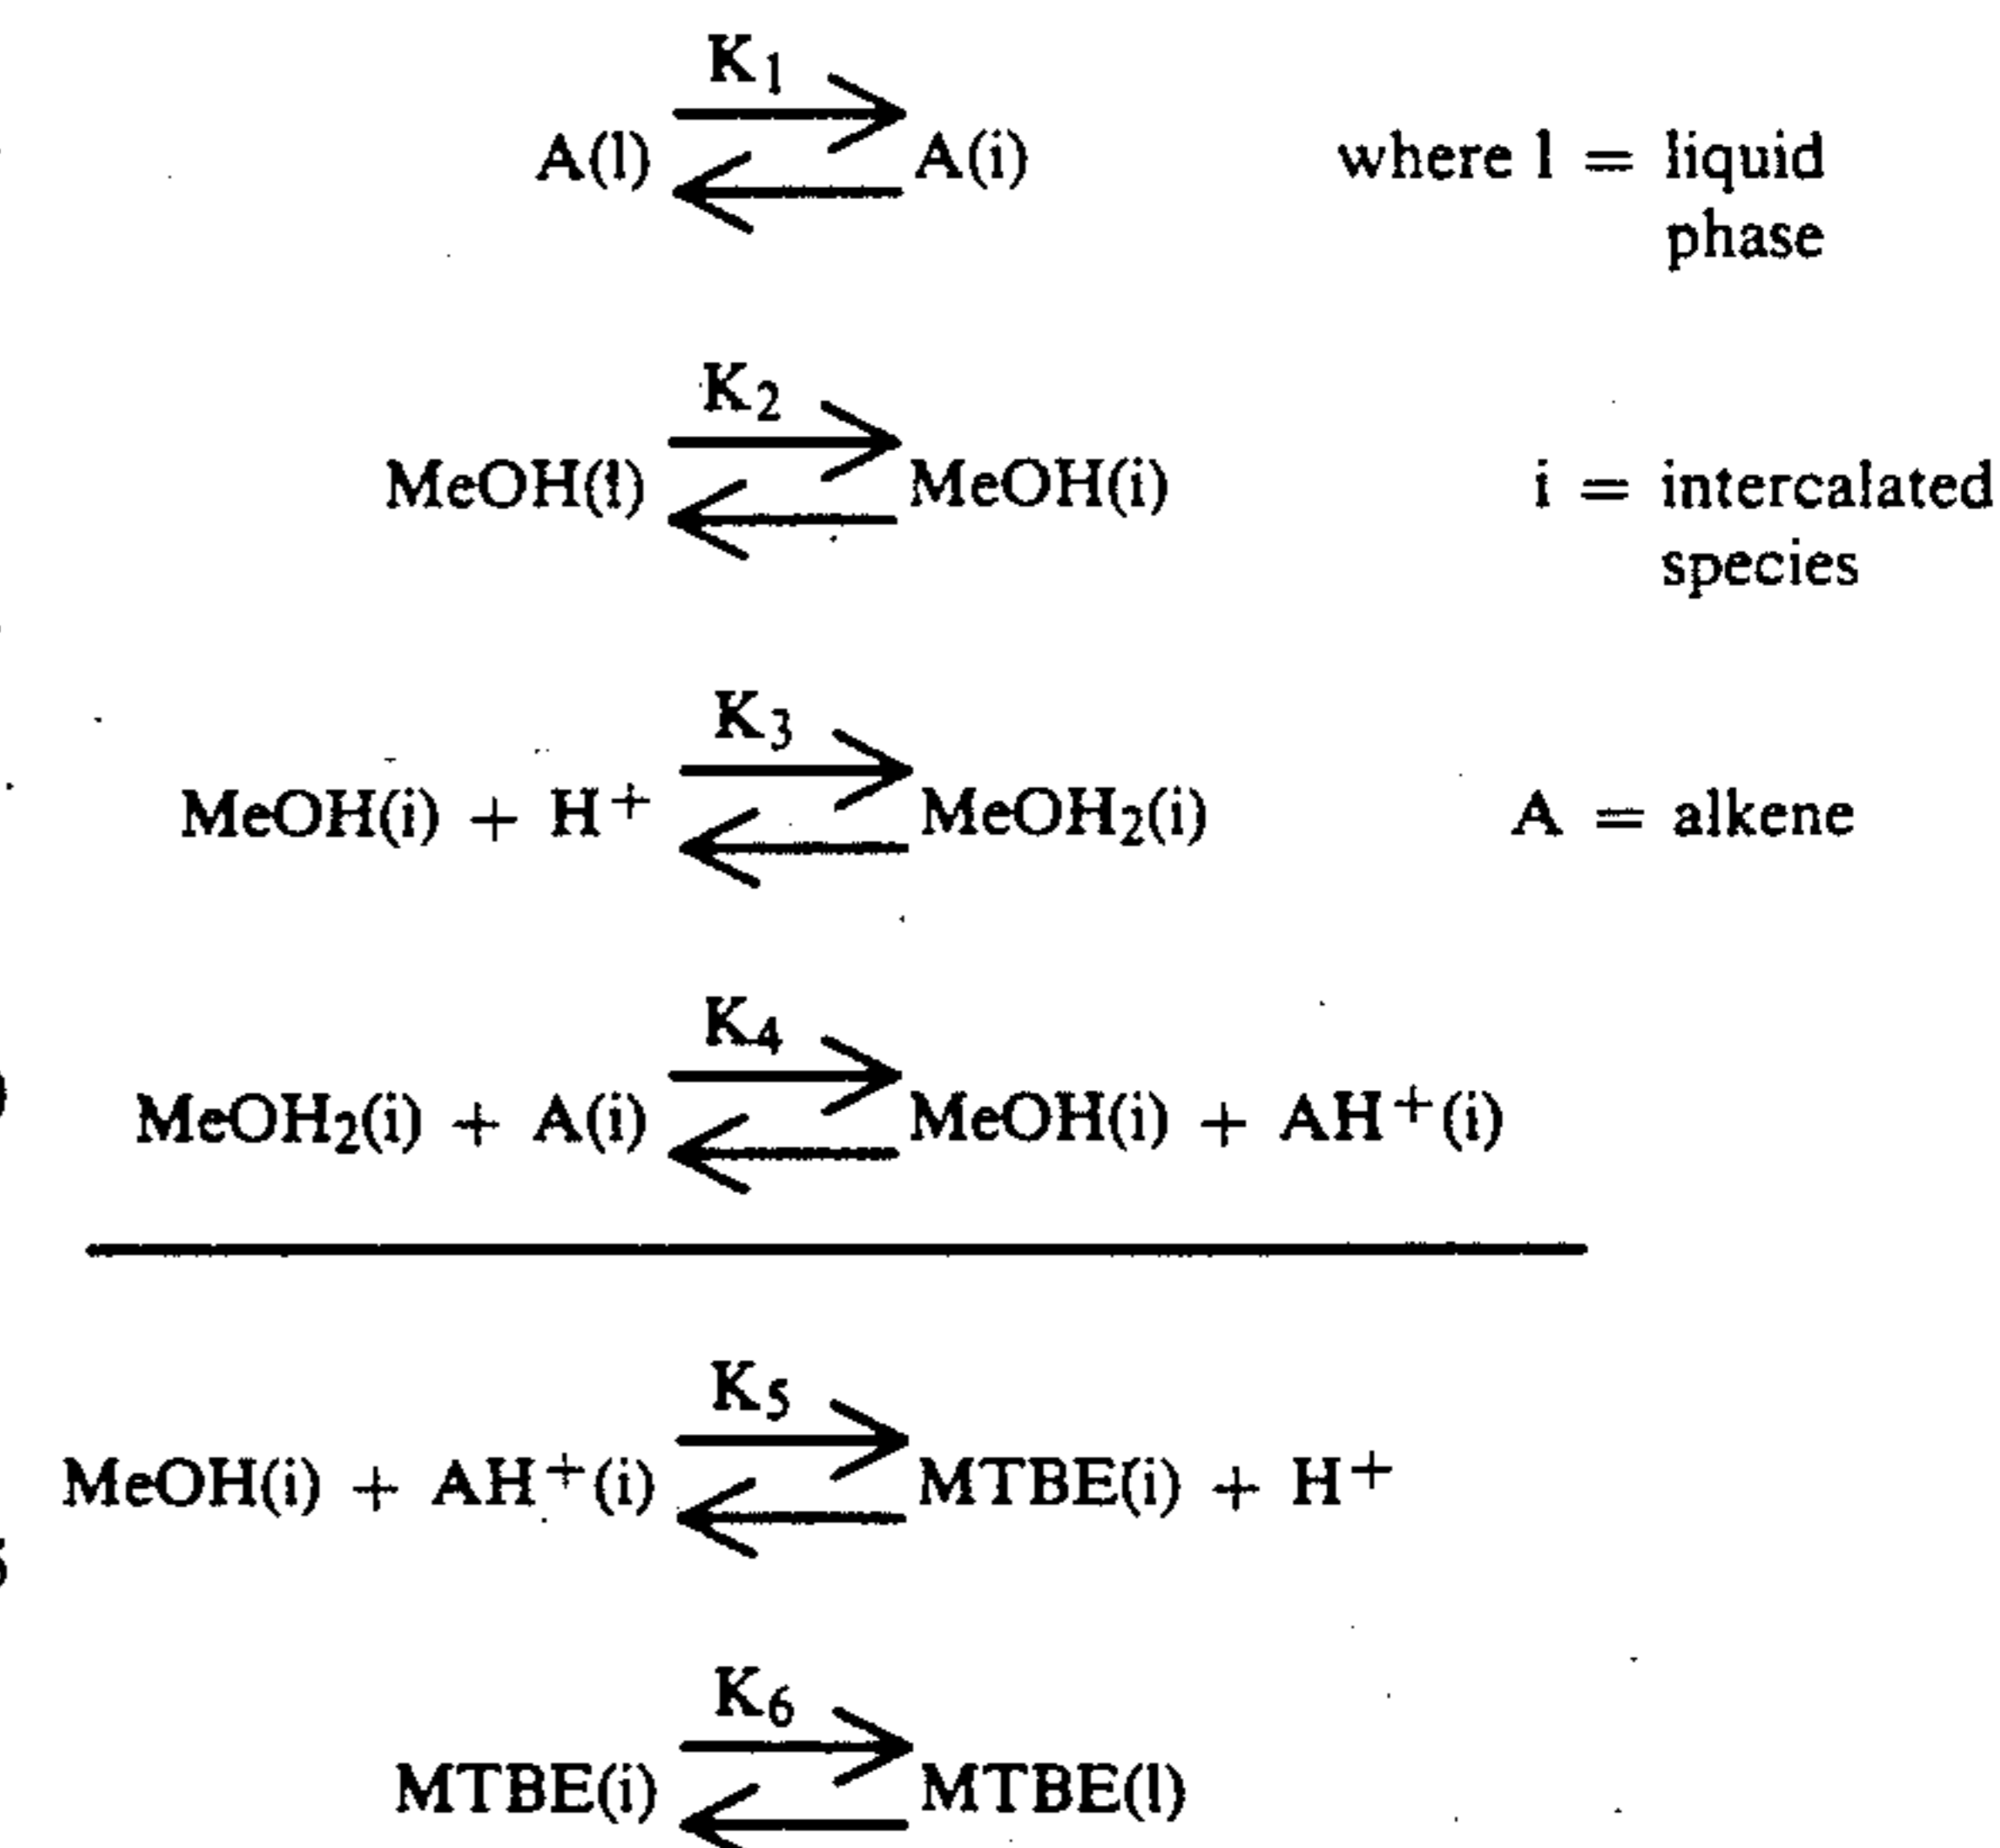 K₁
A(l) ⇌ A(i) where l = liquid
phase
K₂
MeOH(l) ⇌ MeOH(i) i = intercalated
species
K₃
MeOH(i) + H⁺ ⇌ MeOH₂(i) A = alkene
K₄
MeOH₂(i) + A(i) ⇌ MeOH(i) + AH⁺(i)
K₅
MeOH(i) + AH⁺(i) ⇌ MTBE(i) + H⁺
K₆
MTBE(i) ⇌ MTBE(l)